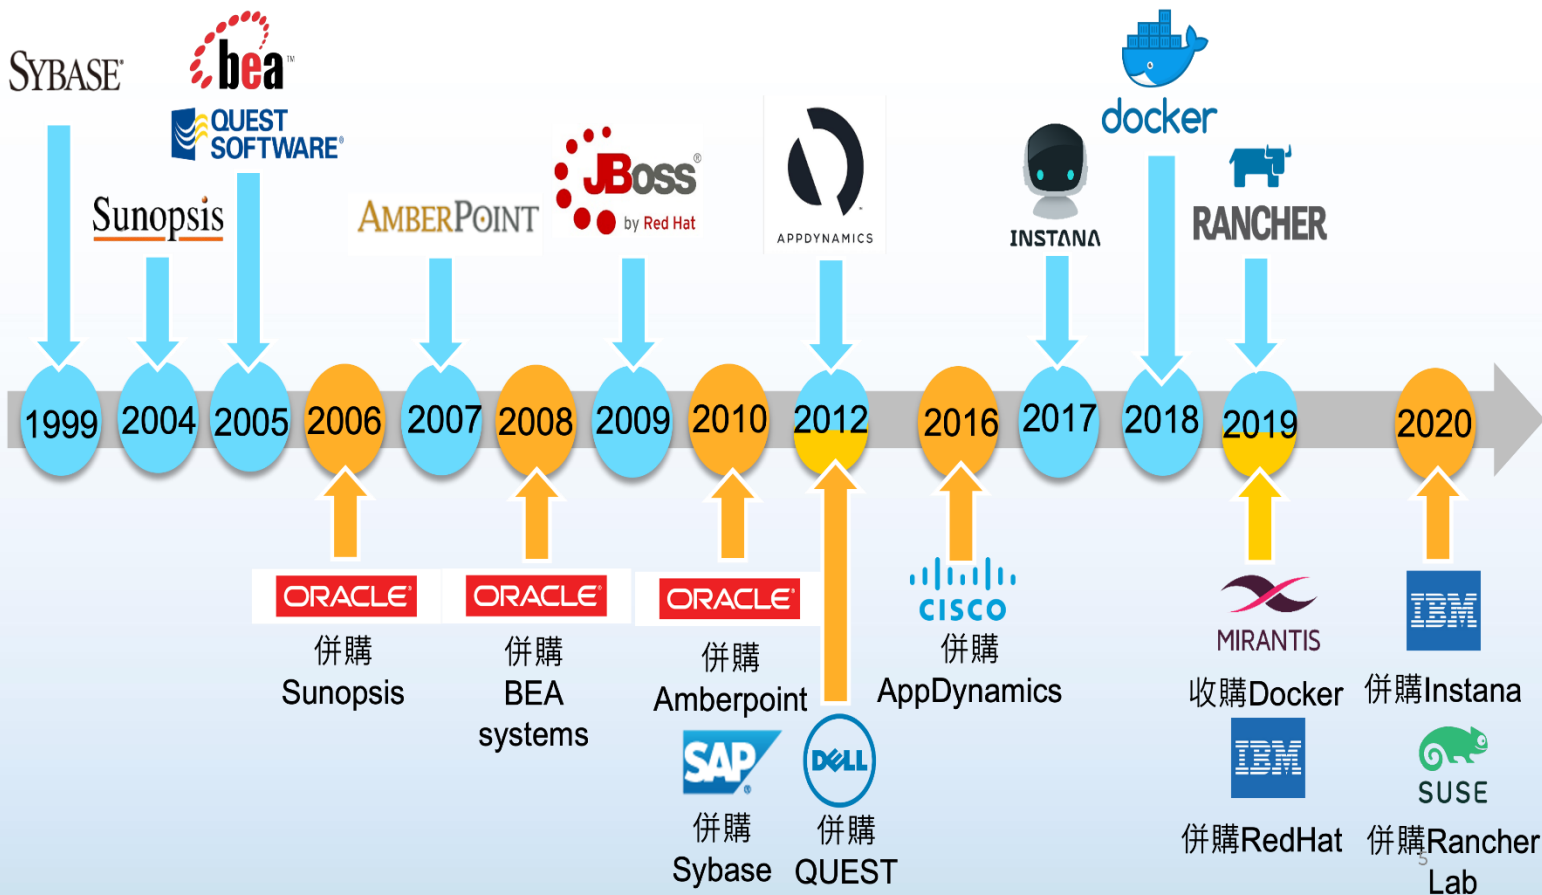 SYBASE®
bea™
QUEST
SOFTWARE®
Sunopsis
AMBERPOINT
JBoss®
by Red Hat
APPDYNAMICS
INSTANA
docker
RANCHER
1999
2004
2005
2006
2007
2008
2009
2010
2012
2016
2017
2018
2019
2020
ORACLE®
併購
Sunopsis
ORACLE®
併購
BEA
systems
ORACLE®
併購
Amberpoint
SAP®
併購
Sybase
DELL
併購
QUEST
CISCO
併購
AppDynamics
MIRANTIS
收購Docker
IBM
併購RedHat
IBM
併購Instana
SUSE
併購Rancher
Lab
5